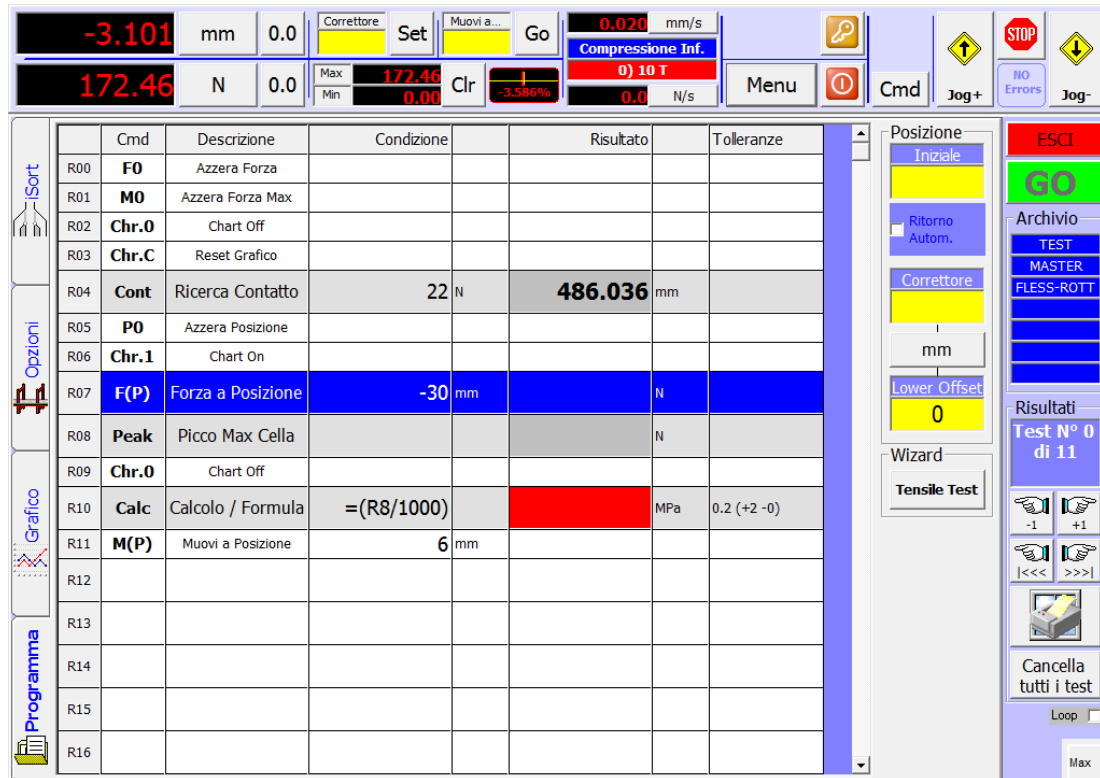 -3.101 mm 0.0 Correttore Set Muovi a... Go 0.020 mm/s
Compressione Inf.
172.46 N 0.0 Max 172.46 Min 0.00 Clr -3.586% 0) 10 T
0.0 N/s Menu Cmd Jog+ STOP NO Errors Jog-
iSort
Opzioni
Grafico
Programma
Cmd Descrizione Condizione Risultato Tolleranze
R00 F0 Azzera Forza
R01 M0 Azzera Forza Max
R02 Chr.0 Chart Off
R03 Chr.C Reset Grafico
R04 Cont Ricerca Contatto 22 N 486.036 mm
R05 P0 Azzera Posizione
R06 Chr.1 Chart On
R07 F(P) Forza a Posizione -30 mm N
R08 Peak Picco Max Cella N
R09 Chr.0 Chart Off
R10 Calc Calcolo / Formula =(R8/1000) MPa 0.2 (+2 -0)
R11 M(P) Muovi a Posizione 6 mm
R12
R13
R14
R15
R16
Posizione
Iniziale
Ritorno
Autom.
Correttore
mm
Lower Offset
0
Wizard
Tensile Test
ESCI
GO
Archivio
TEST
MASTER
FLESS-ROTT
Risultati
Test N° 0
di 11
-1 +1
|<<< >>>|
Cancella
tutti i test
Loop
Max